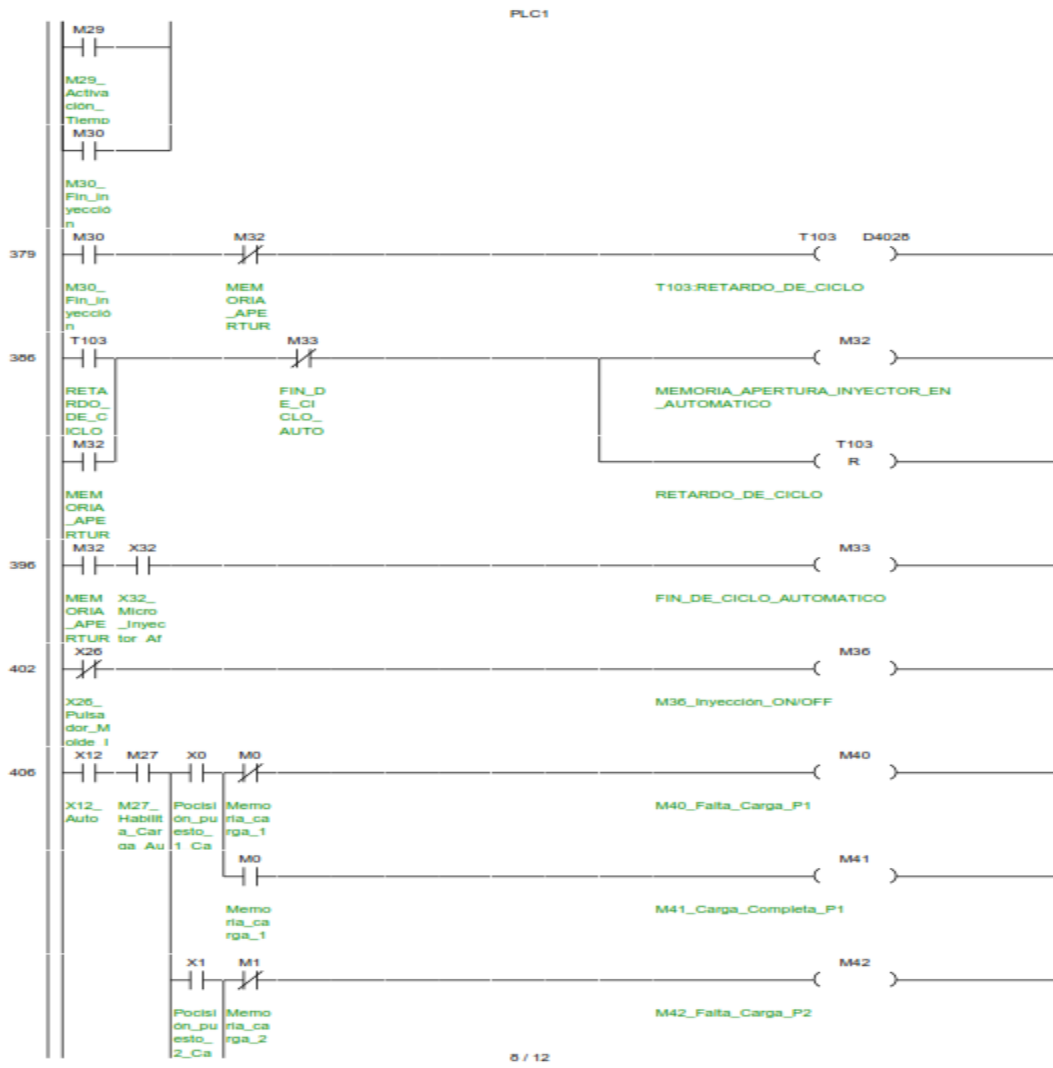 PLC1
M29
M29_
Activa
ción_
Tiemp
M30
M30_
Fin_in
yecció
n
379
M30
M32
T103 D4028
M30_
Fin_in
yecció
n
MEM
ORIA
_APE
RTUR
T103:RETARDO_DE_CICLO
386
T103
M33
M32
RETA
RDO_
DE_C
ICLO
FIN_D
E_CI
CLO_
AUTO
MEMORIA_APERTURA_INYECTOR_EN
_AUTOMATICO
M32
T103
R
MEM
ORIA
_APE
RTUR
RETARDO_DE_CICLO
396
M32
X32
M33
MEM
ORIA
_APE
RTUR
X32_
Micro
_Inyec
tor_Af
FIN_DE_CICLO_AUTOMATICO
402
X26
M36
X26_
Pulsa
dor_M
olde_I
M36_Inyección_ON/OFF
406
X12
M27
X0
M0
M40
X12_
Auto
M27_
Habilit
a_Car
ga_Au
Pocisi
ón_pu
esto_
1_Ca
Memo
ria_ca
rga_1
M40_Falta_Carga_P1
M0
M41
Memo
ria_ca
rga_1
M41_Carga_Completa_P1
X1
M1
M42
Pocisi
ón_pu
esto_
2_Ca
Memo
ria_ca
rga_2
M42_Falta_Carga_P2
8 / 12